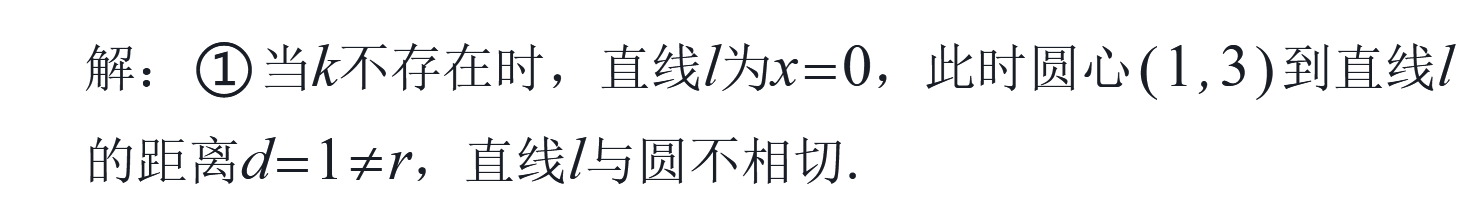 解：①当k不存在时，直线l为x=0，此时圆心(1,3)到直线l
的距离d=1≠r，直线l与圆不相切.